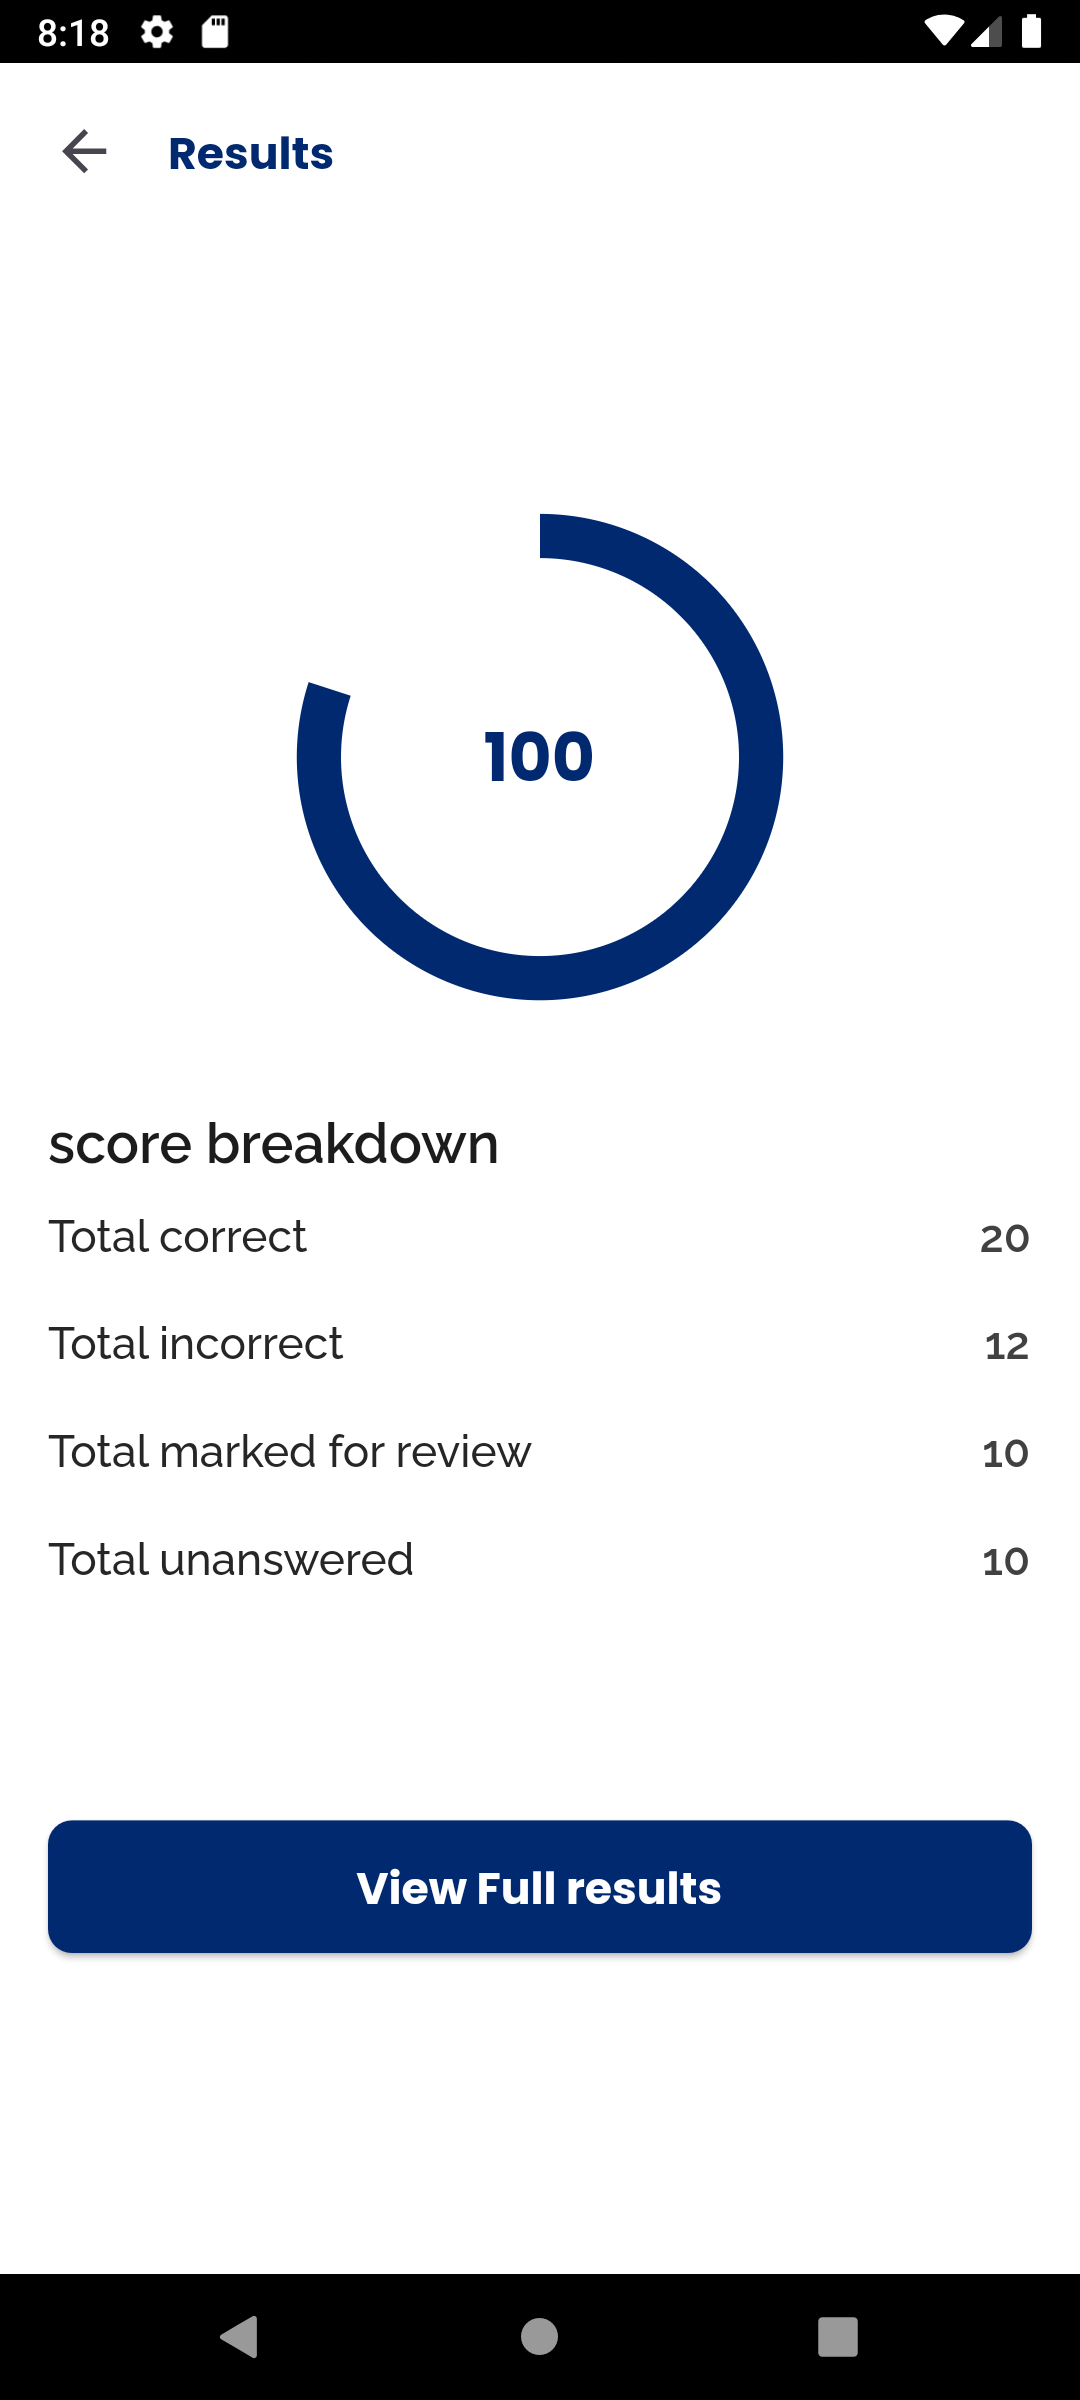 8:18
Results
100
score breakdown
Total correct 20
Total incorrect 12
Total marked for review 10
Total unanswered 10
View Full results